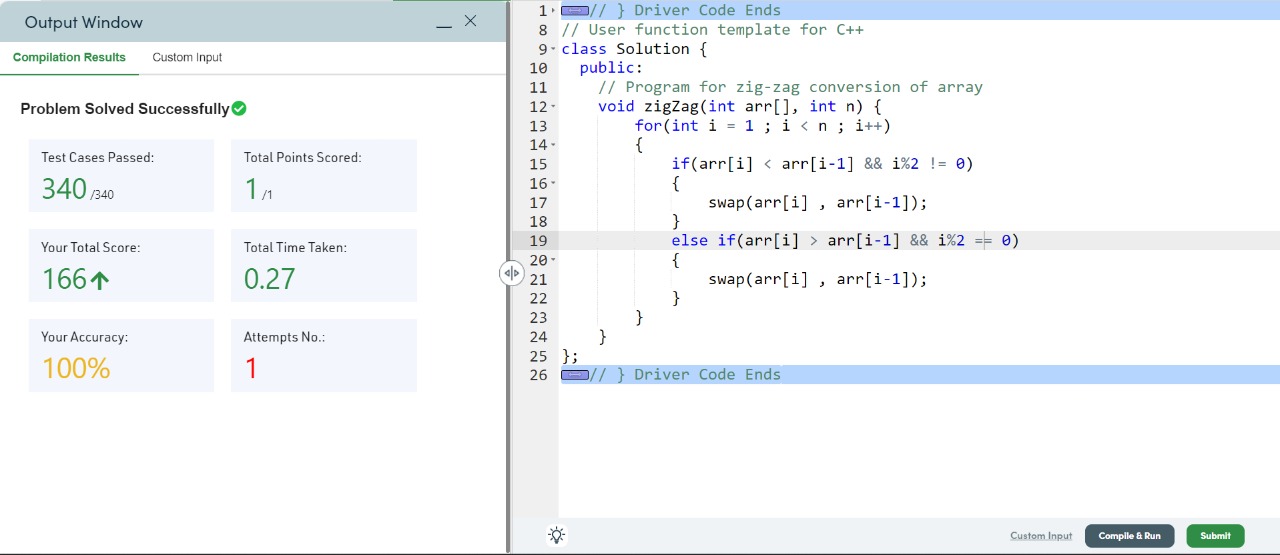 Output Window
Compilation Results Custom Input
Problem Solved Successfully
Test Cases Passed:
340 /340
Total Points Scored:
1 /1
Your Total Score:
166
Total Time Taken:
0.27
Your Accuracy:
100%
Attempts No.:
1
1 // } Driver Code Ends
8 // User function template for C++
9 class Solution {
10 public:
11 // Program for zig-zag conversion of array
12 void zigZag(int arr[], int n) {
13 for(int i = 1 ; i < n ; i++)
14 {
15 if(arr[i] < arr[i-1] && i%2 != 0)
16 {
17 swap(arr[i] , arr[i-1]);
18 }
19 else if(arr[i] > arr[i-1] && i%2 == 0)
20 {
21 swap(arr[i] , arr[i-1]);
22 }
23 }
24 }
25 };
26 // } Driver Code Ends
Custom Input Compile & Run Submit